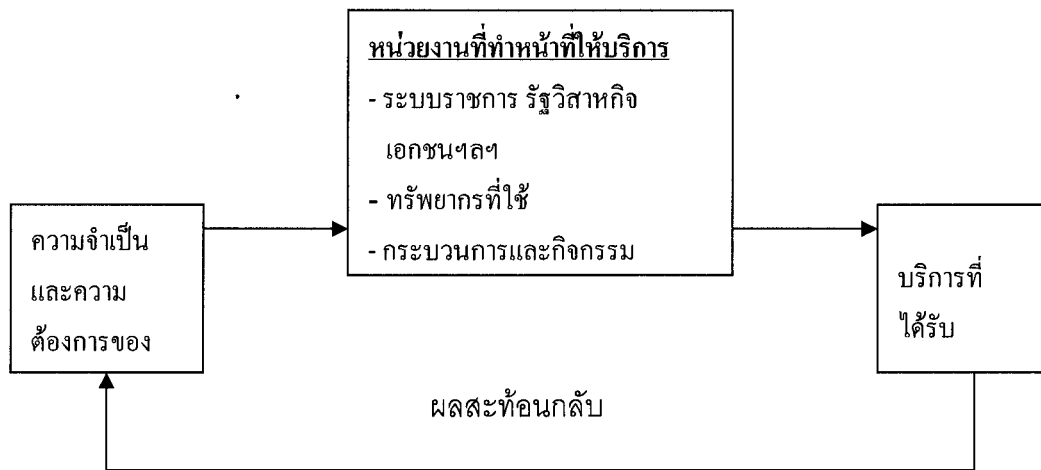 หน่วยงานที่ทำหน้าที่ให้บริการ
- ระบบราชการ รัฐวิสาหกิจ
เอกชนฯลฯ
- ทรัพยากรที่ใช้
- กระบวนการและกิจกรรม
ความจำเป็น
และความ
ต้องการของ
บริการที่
ได้รับ
ผลสะท้อนกลับ